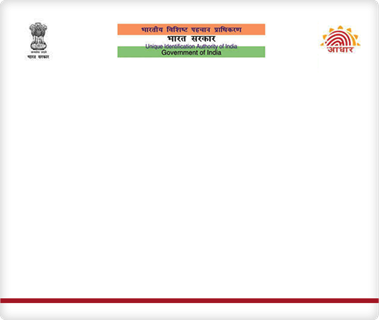 भारतीय विशिष्ट पहचान प्राधिकरण
भारत सरकार
Unique Identification Authority of India
Government of India
भारत सरकार
आधार